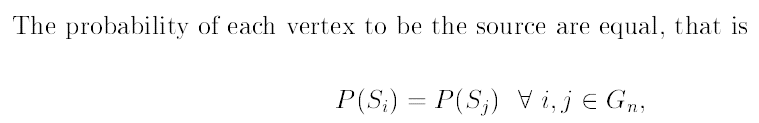 The probability of each vertex to be the source are equal, that is
P(S_i) = P(S_j) ∀ i, j ∈ G_n,